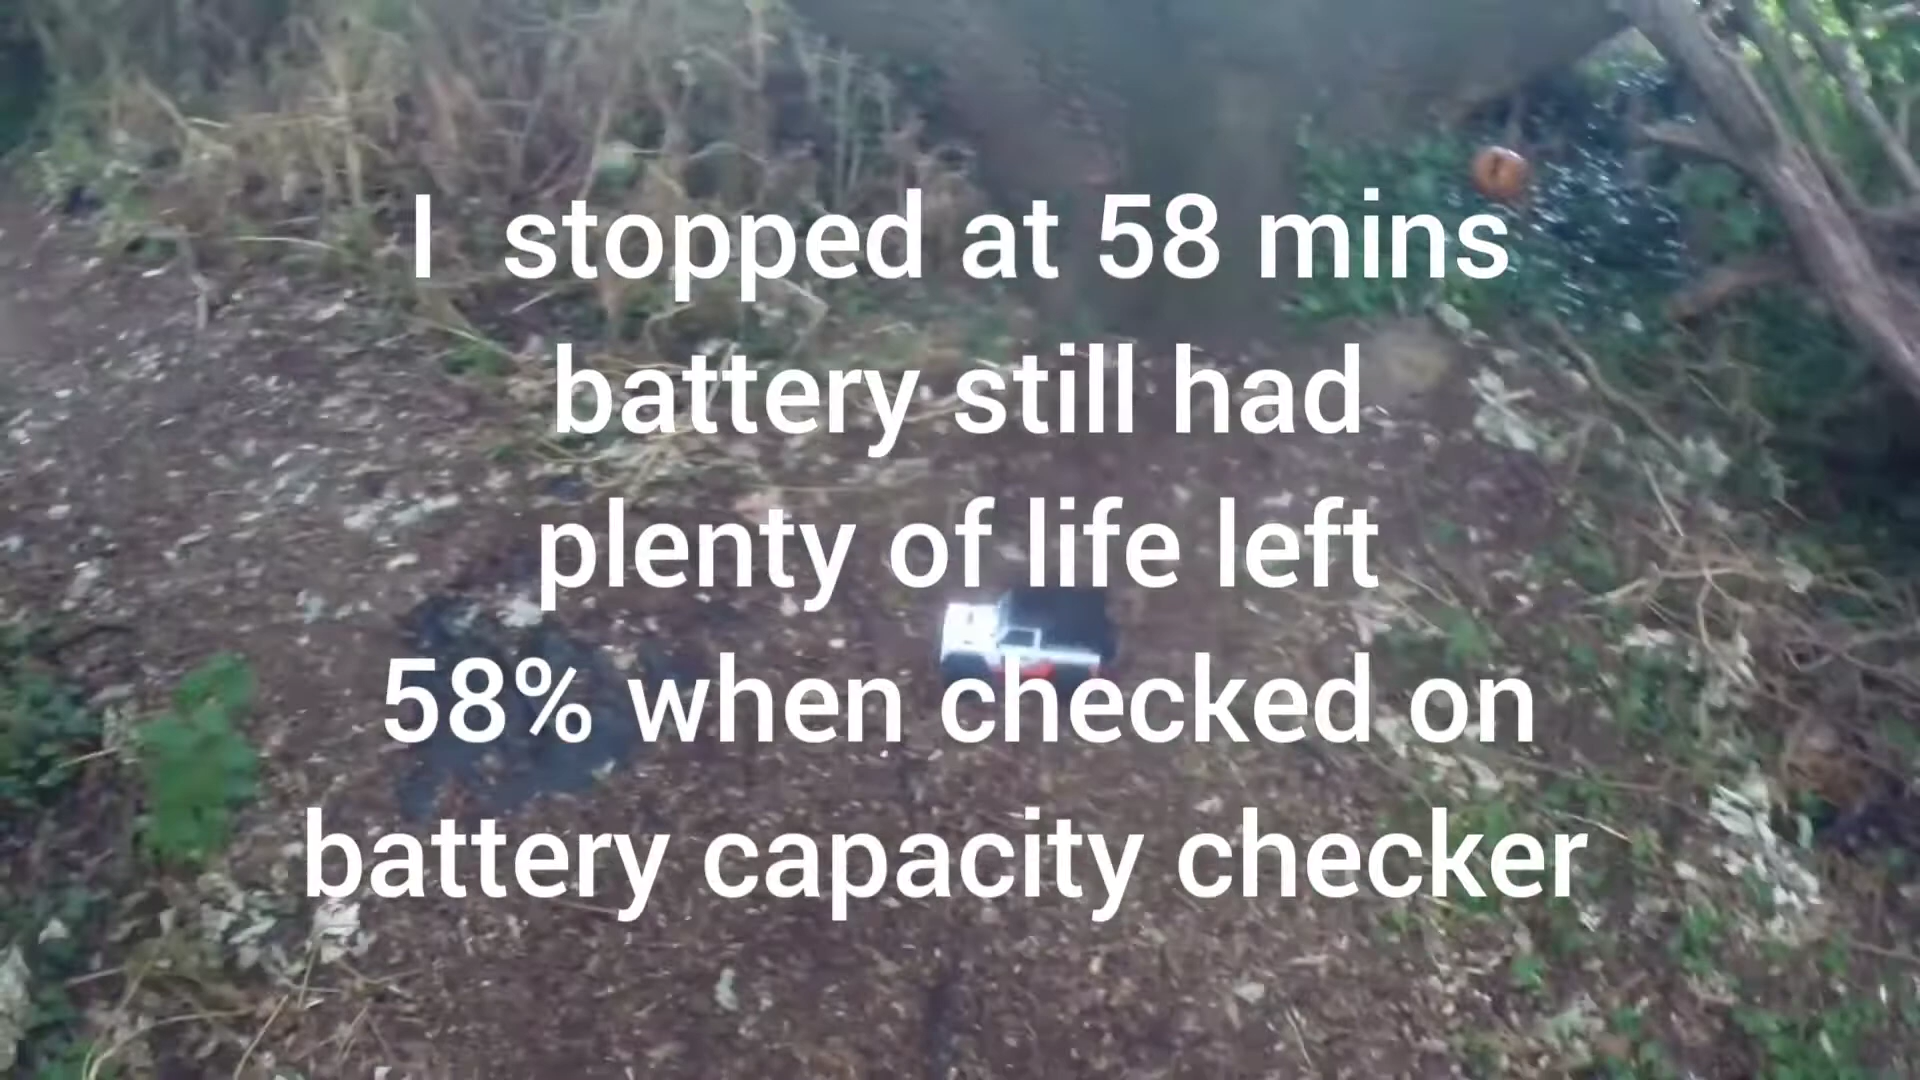 I  stopped at 58 mins
battery still had
plenty of life left
58% when checked on
battery capacity checker